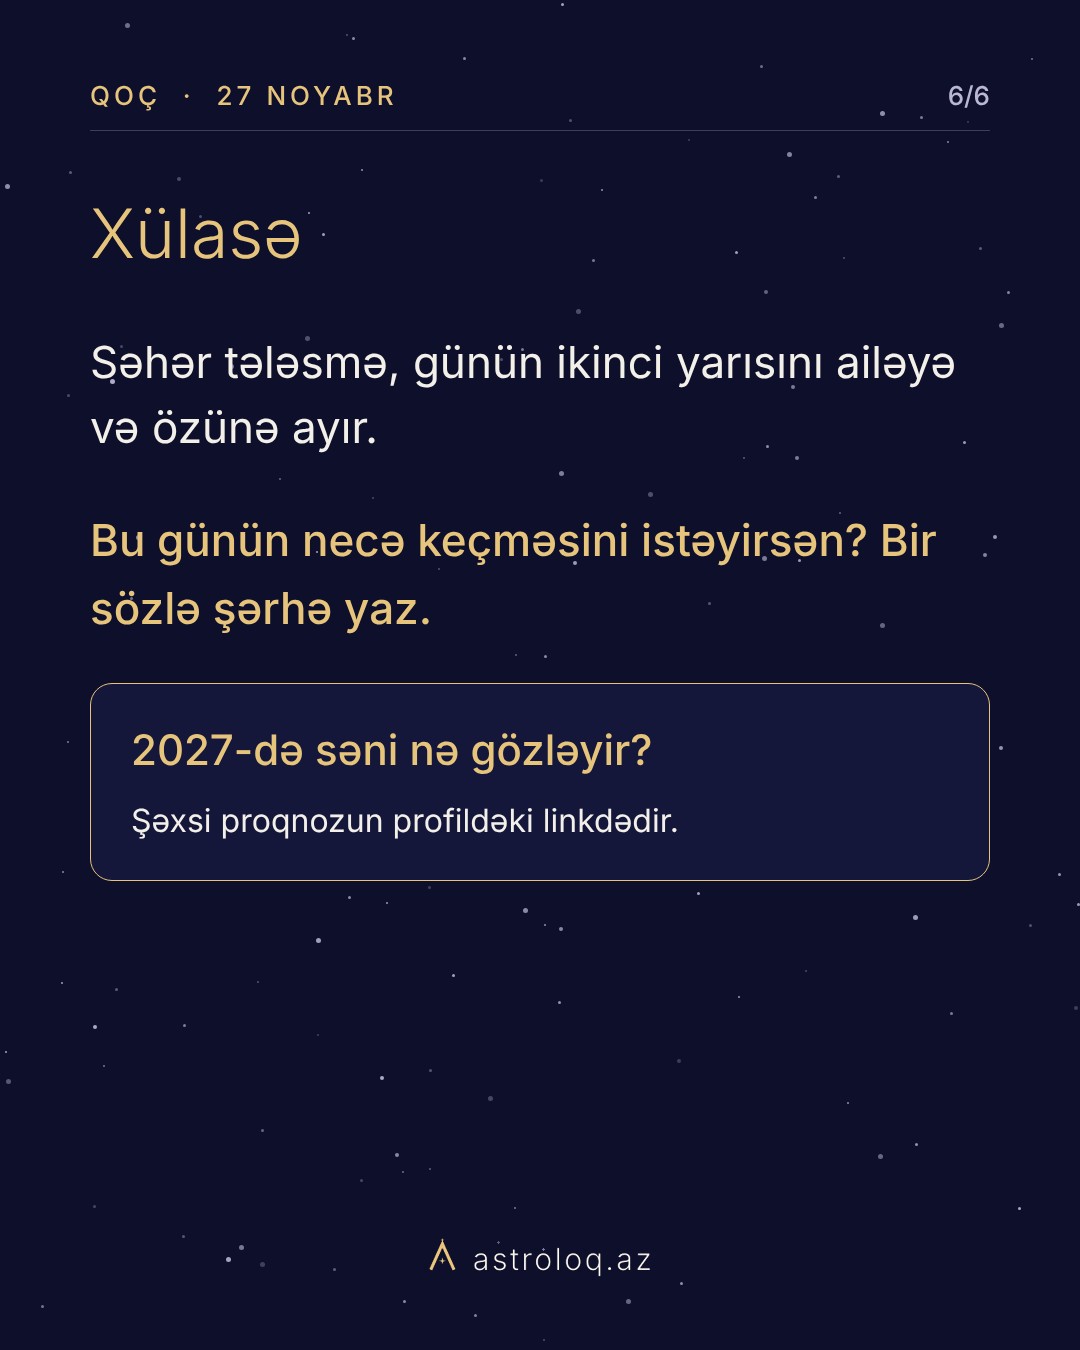 QOÇ · 27 NOYABR
6/6
Xülasə
Səhər tələsmə, günün ikinci yarısını ailəyə
və özünə ayır.
Bu günün necə keçməsini istəyirsən? Bir
sözlə şərhə yaz.
2027-də səni nə gözləyir?
Şəxsi proqnozun profildəki linkdədir.
astroloq.az